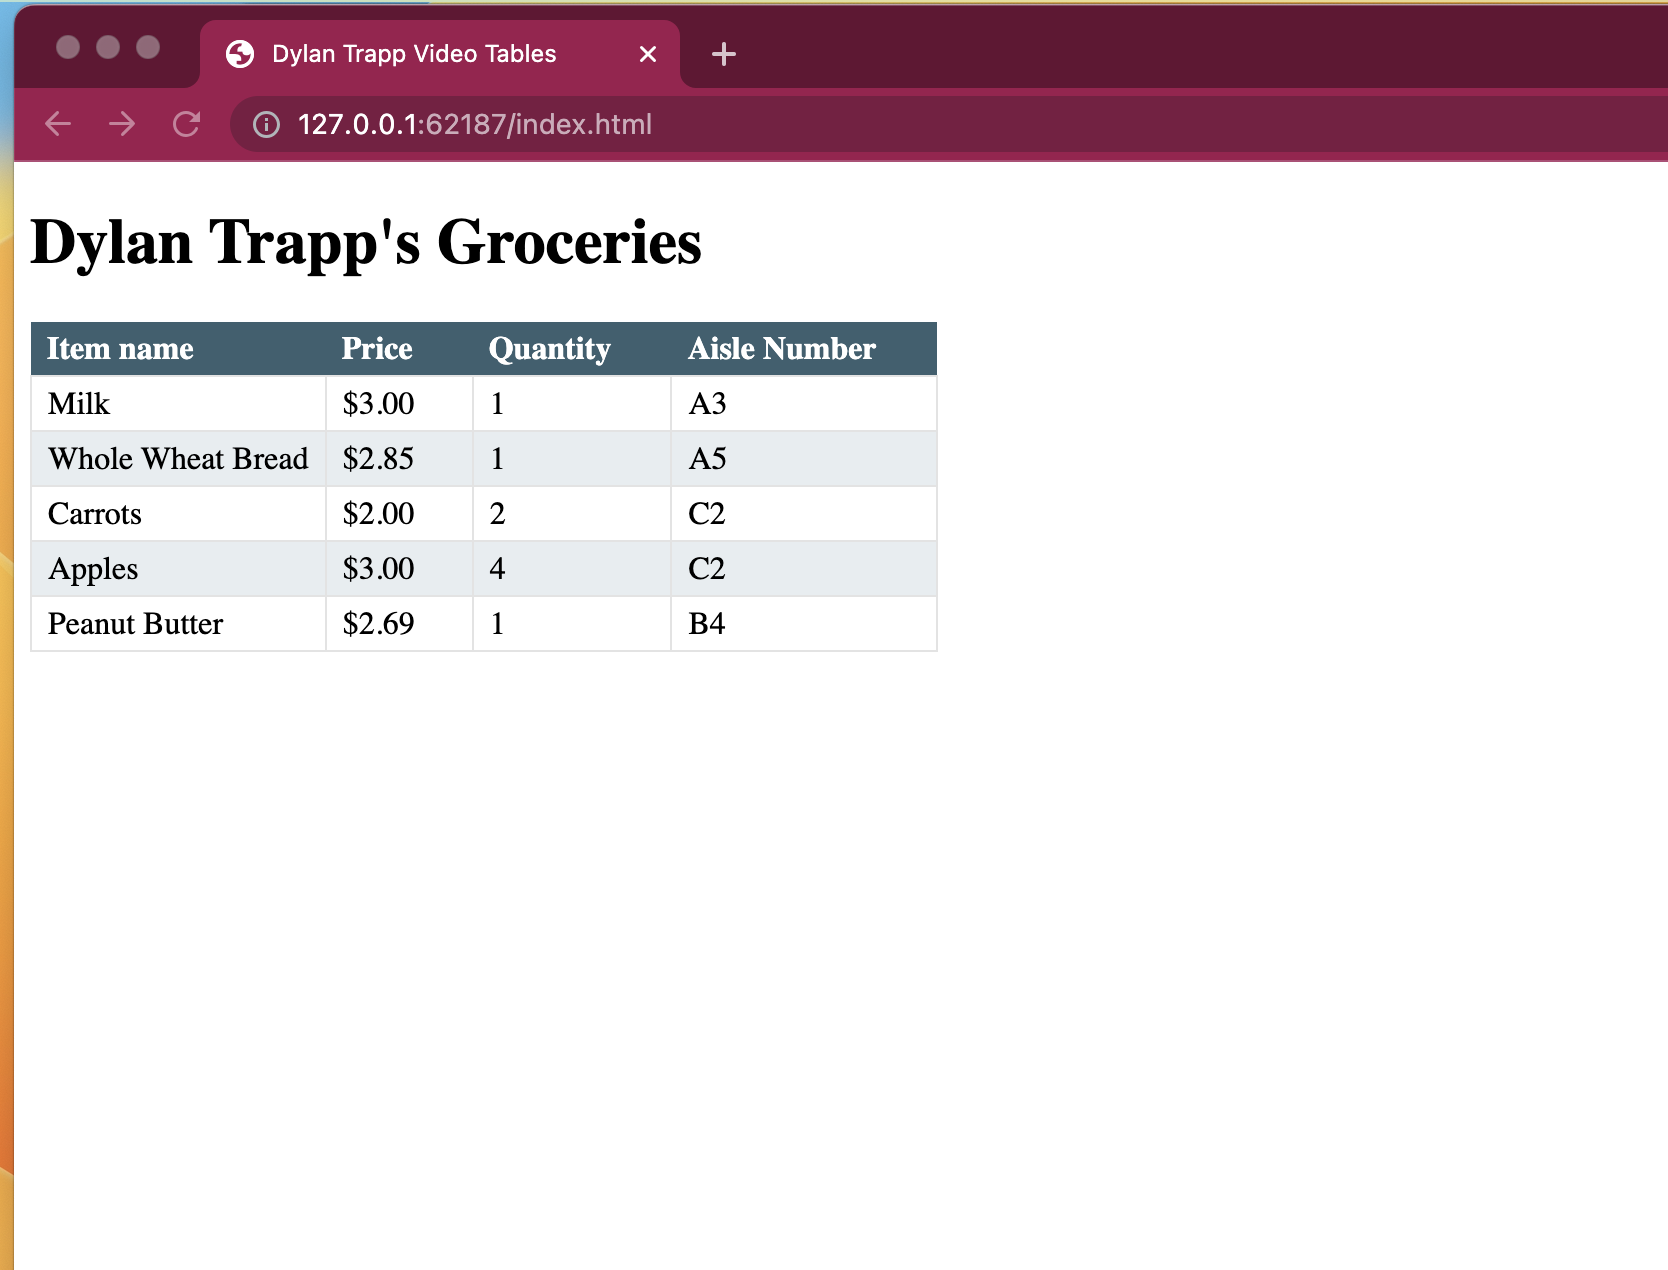 Dylan Trapp Video Tables
127.0.0.1:62187/index.html
Dylan Trapp's Groceries
Item name Price Quantity Aisle Number
Milk $3.00 1 A3
Whole Wheat Bread $2.85 1 A5
Carrots $2.00 2 C2
Apples $3.00 4 C2
Peanut Butter $2.69 1 B4